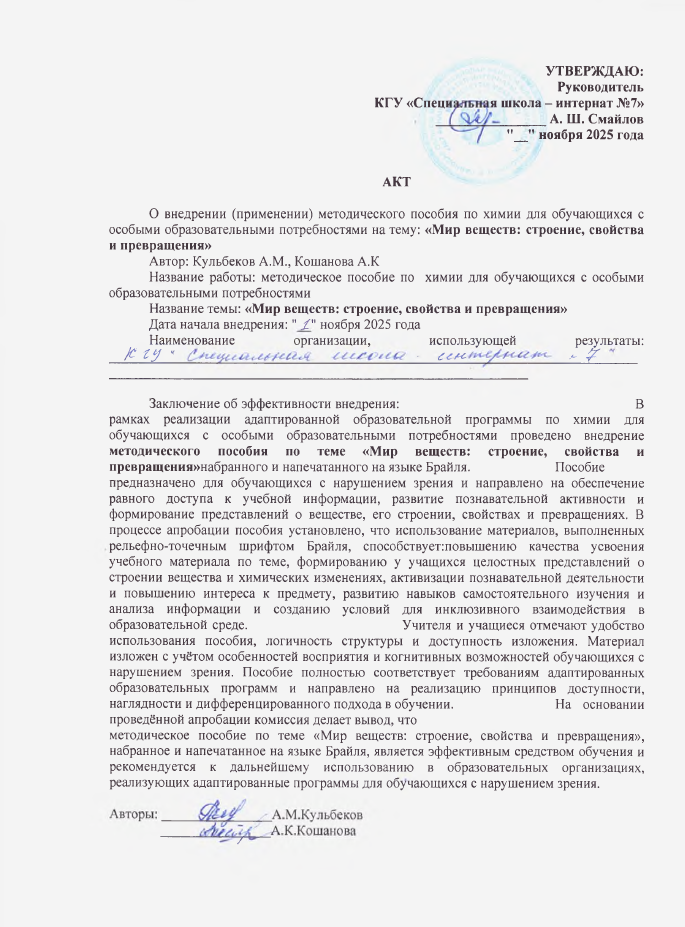 УТВЕРЖДАЮ:
Руководитель
КГУ «Специальная школа – интернат №7»
________________ А. Ш. Смайлов
"__" ноября 2025 года
АКТ
О внедрении (применении) методического пособия по химии для обучающихся с
особыми образовательными потребностями на тему: «Мир веществ: строение, свойства
и превращения»
Автор: Кульбеков А.М., Кошанова А.К
Название работы: методическое пособие по химии для обучающихся с особыми
образовательными потребностями
Название темы: «Мир веществ: строение, свойства и превращения»
Дата начала внедрения: "1" ноября 2025 года
Наименование организации, использующей результаты:
КГУ "Специальная школа - интернат "7"
Заключение об эффективности внедрения: В
рамках реализации адаптированной образовательной программы по химии для
обучающихся с особыми образовательными потребностями проведено внедрение
методического пособия по теме «Мир веществ: строение, свойства и
превращения»набранного и напечатанного на языке Брайля. Пособие
предназначено для обучающихся с нарушением зрения и направлено на обеспечение
равного доступа к учебной информации, развитие познавательной активности и
формирование представлений о веществе, его строении, свойствах и превращениях. В
процессе апробации пособия установлено, что использование материалов, выполненных
рельефно-точечным шрифтом Брайля, способствует:повышению качества усвоения
учебного материала по теме, формированию у учащихся целостных представлений о
строении вещества и химических изменениях, активизации познавательной деятельности
и повышению интереса к предмету, развитию навыков самостоятельного изучения и
анализа информации и созданию условий для инклюзивного взаимодействия в
образовательной среде. Учителя и учащиеся отмечают удобство
использования пособия, логичность структуры и доступность изложения. Материал
изложен с учётом особенностей восприятия и когнитивных возможностей обучающихся с
нарушением зрения. Пособие полностью соответствует требованиям адаптированных
образовательных программ и направлено на реализацию принципов доступности,
наглядности и дифференцированного подхода в обучении. На основании
проведённой апробации комиссия делает вывод, что
методическое пособие по теме «Мир веществ: строение, свойства и превращения»,
набранное и напечатанное на языке Брайля, является эффективным средством обучения и
рекомендуется к дальнейшему использованию в образовательных организациях,
реализующих адаптированные программы для обучающихся с нарушением зрения.
Авторы: ________________А.М.Кульбеков
________________А.К.Кошанова